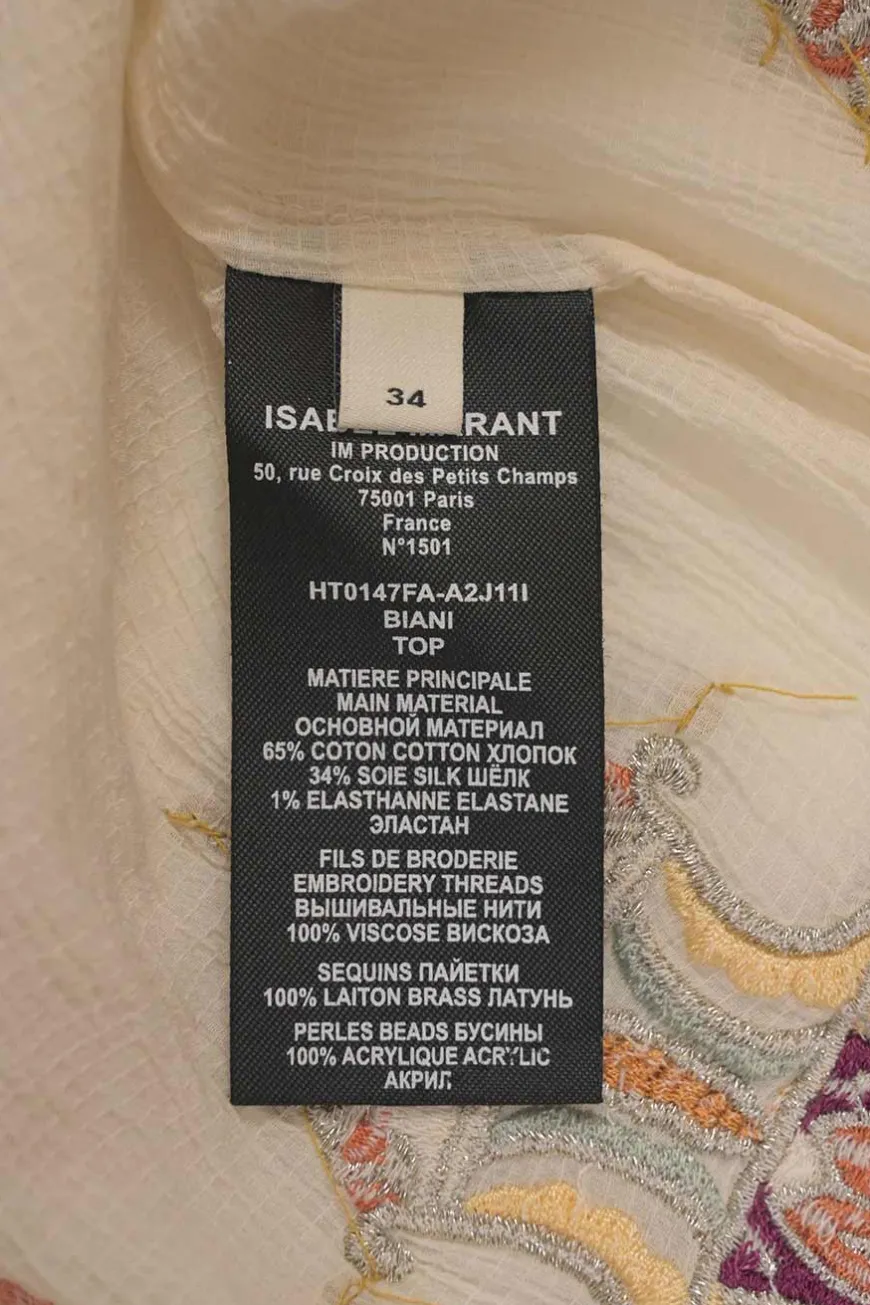 34
ISABEL MARANT
IM PRODUCTION
50, rue Croix des Petits Champs
75001 Paris
France
N°1501
HT0147FA-A2J11I
BIANI
TOP
MATIERE PRINCIPALE
MAIN MATERIAL
ОСНОВНОЙ МАТЕРИАЛ
65% COTON COTTON ХЛОПОК
34% SOIE SILK ШЁЛК
1% ELASTHANNE ELASTANE
ЭЛАСТАН
FILS DE BRODERIE
EMBROIDERY THREADS
ВЫШИВАЛЬНЫЕ НИТИ
100% VISCOSE ВИСКОЗА
SEQUINS ПАЙЕТКИ
100% LAITON BRASS ЛАТУНЬ
PERLES BEADS БУСИНЫ
100% ACRYLIQUE ACRYLIC
АКРИЛ